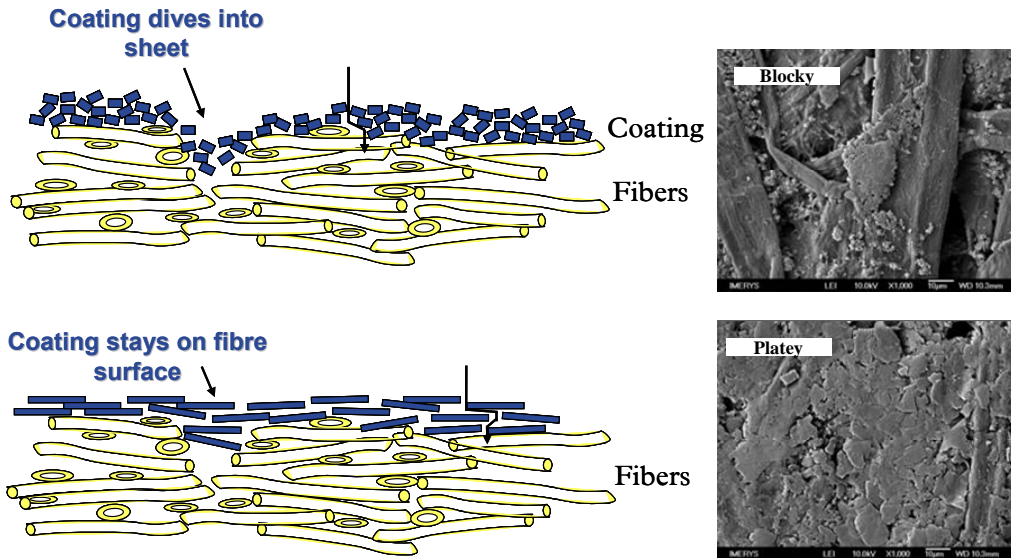 Coating dives into
sheet
Coating
Fibers
Blocky
IMERYS LEI 10.0kV X1,000 10µm WD 10.3mm
Coating stays on fibre
surface
Fibers
Platey
IMERYS LEI 10.0kV X1,000 10µm WD 10.3mm